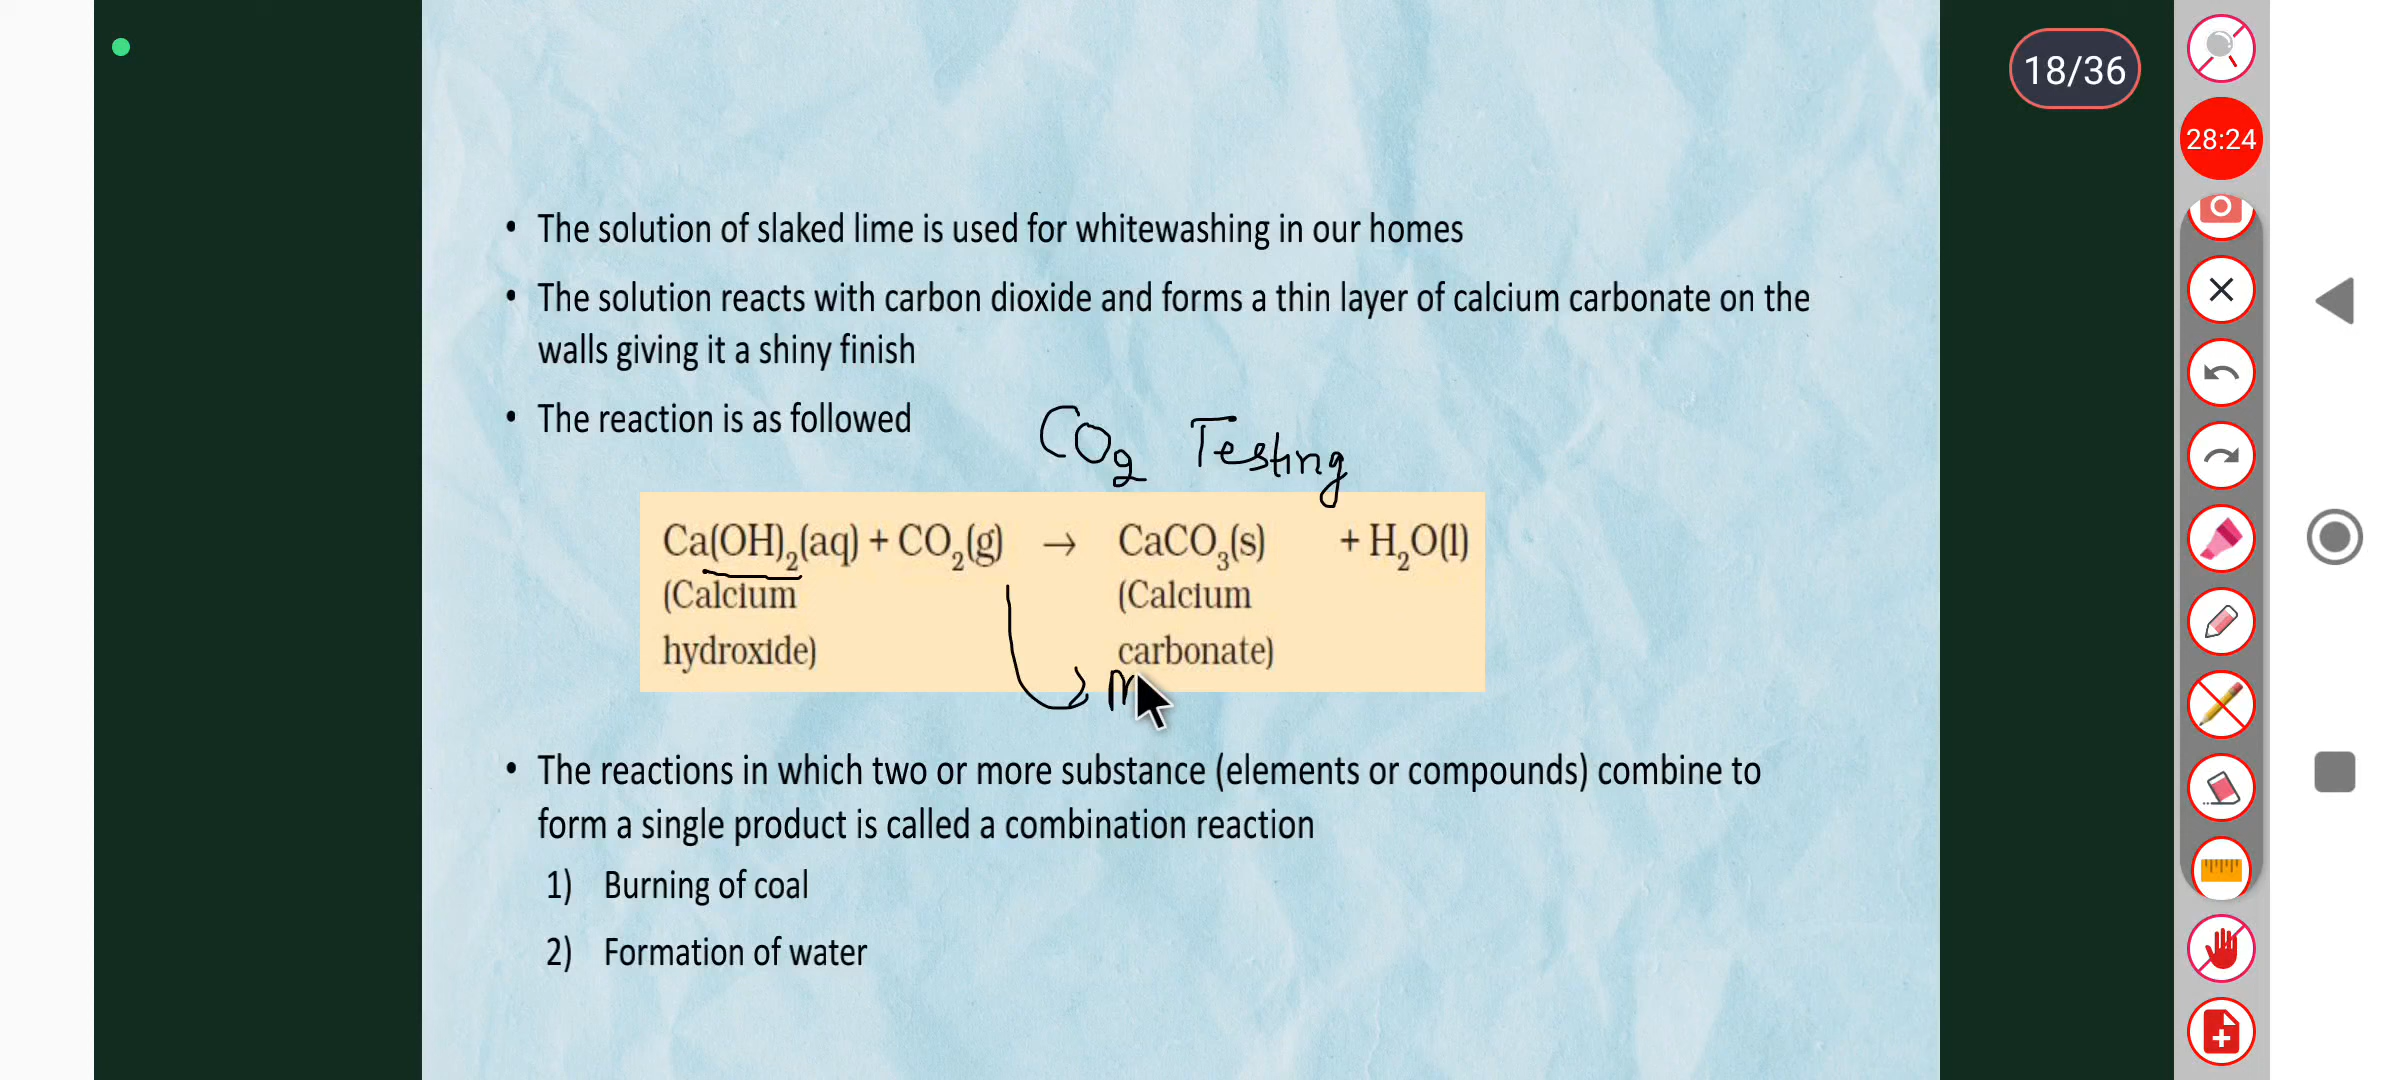 18/36
28:24
• The solution of slaked lime is used for whitewashing in our homes
• The solution reacts with carbon dioxide and forms a thin layer of calcium carbonate on the
walls giving it a shiny finish
• The reaction is as followed
CO₂ Testing
Ca(OH)₂(aq) + CO₂(g) → CaCO₃(s) + H₂O(l)
(Calcium (Calcium
hydroxide) carbonate)
• The reactions in which two or more substance (elements or compounds) combine to
form a single product is called a combination reaction
1) Burning of coal
2) Formation of water